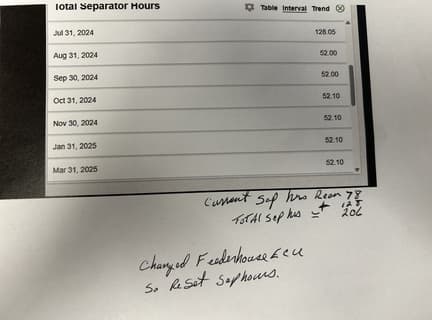 Total Separator Hours Table Interval Trend
Jul 31, 2024 128.05
Aug 31, 2024 52.00
Sep 30, 2024 52.00
Oct 31, 2024 52.10
Nov 30, 2024 52.10
Jan 31, 2025 52.10
Mar 31, 2025 52.10
Current Sep hrs Read 78
+ 128
Total Sep hrs = 206
Changed Feederhouse ECU
So ReSet Sep hours.